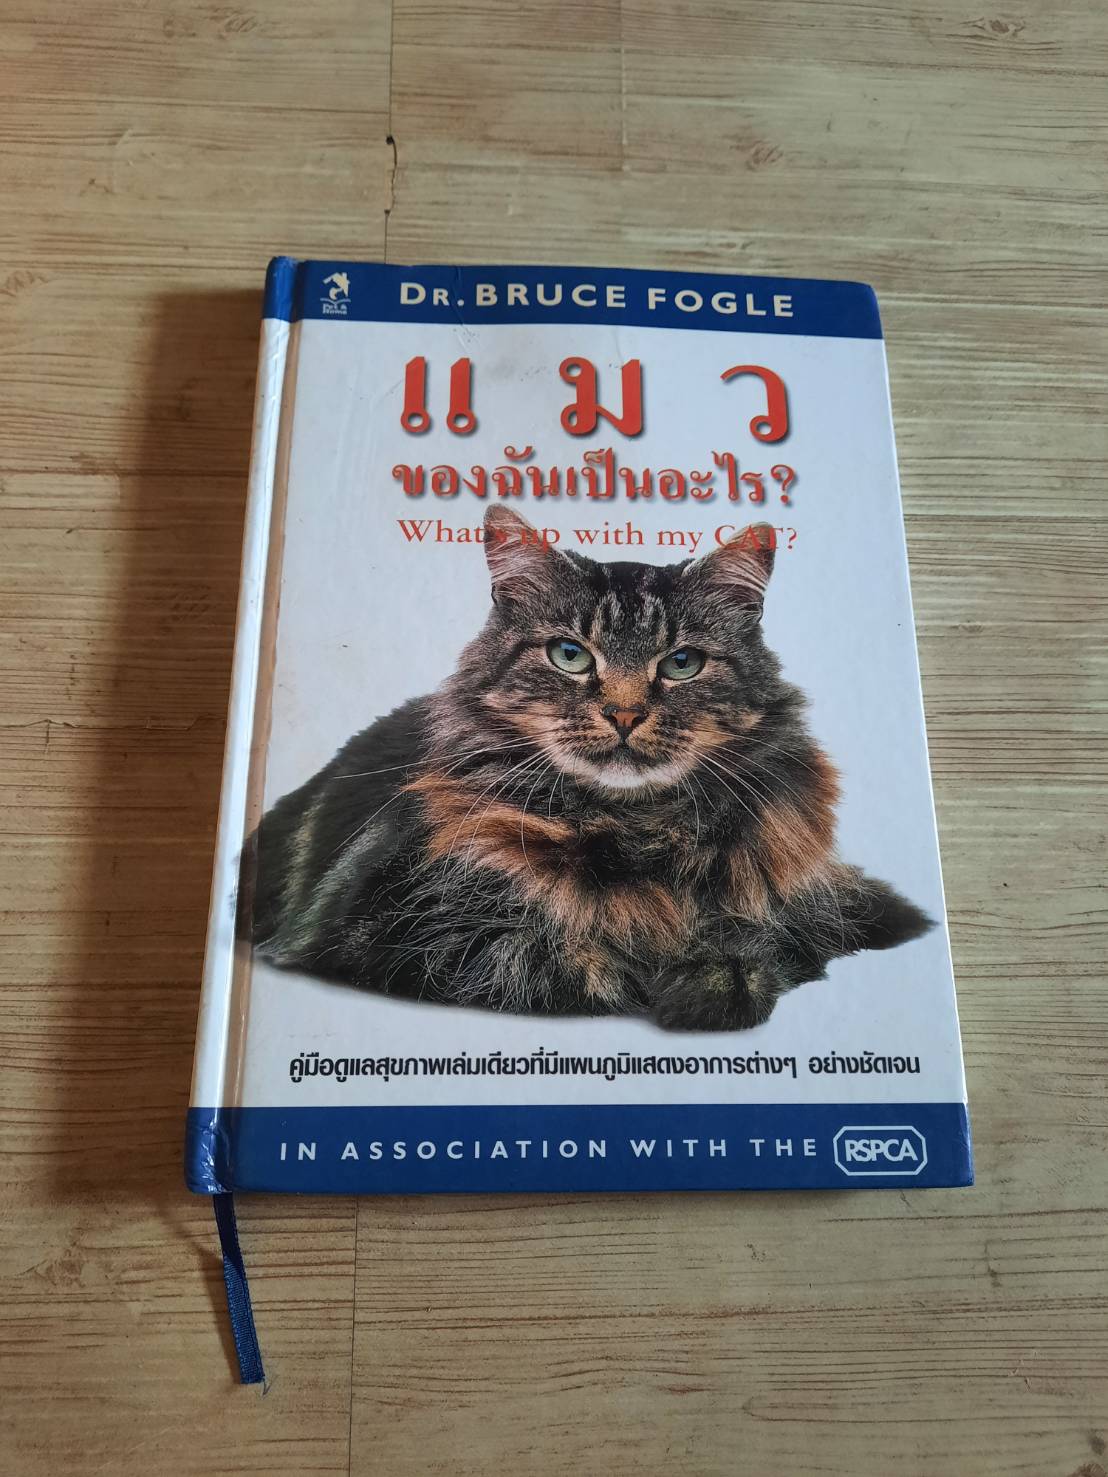 DR. BRUCE FOGLE
Pet & Home
แมว
ของฉันเป็นอะไร?
What's up with my CAT?
คู่มือดูแลสุขภาพเล่มเดียวที่มีแผนภูมิแสดงอาการต่างๆ อย่างชัดเจน
IN ASSOCIATION WITH THE RSPCA